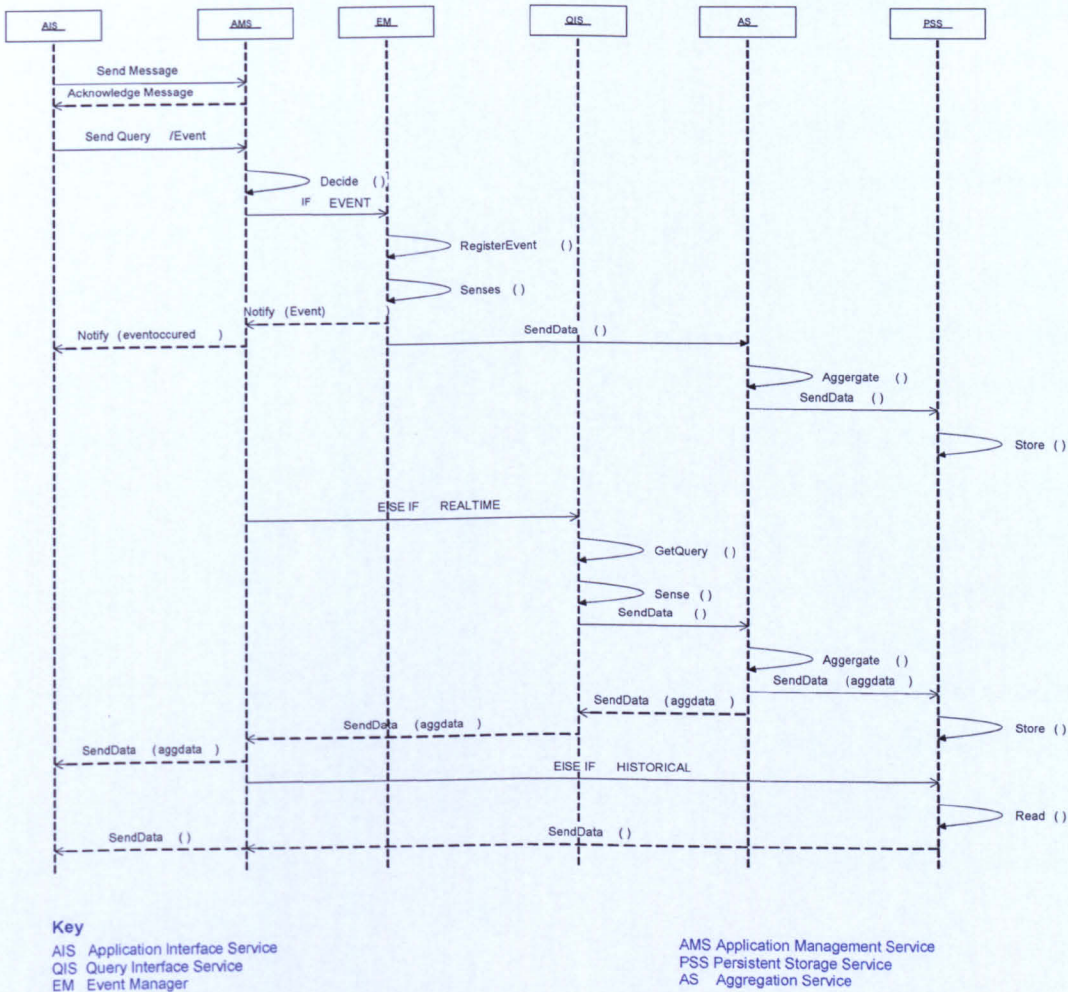 AIS AMS EM QIS AS PSS
Send Message
Acknowledge Message
Send Query /Event
Decide ()
IF EVENT
RegisterEvent ()
Senses ()
Notify (Event) )
SendData ()
Notify (eventoccured )
Aggergate ()
SendData ()
Store ()
ElSE IF REALTIME
GetQuery ()
Sense ()
SendData ()
Aggergate ()
SendData (aggdata )
SendData (aggdata )
SendData (aggdata )
Store ()
SendData (aggdata )
ElSE IF HISTORICAL
Read ()
SendData ()
SendData ()
Key
AIS Application Interface Service
QIS Query Interface Service
EM Event Manager
AMS Application Management Service
PSS Persistent Storage Service
AS Aggregation Service